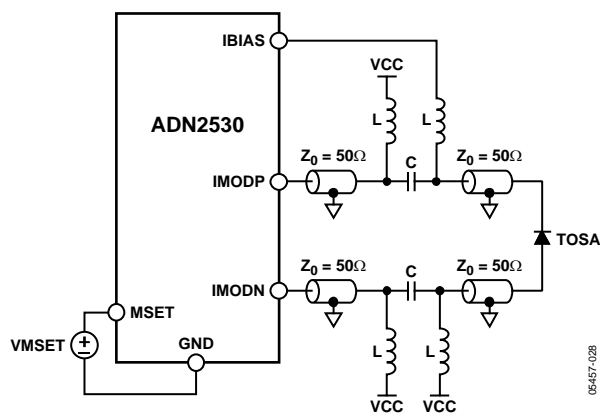 IBIAS
VCC
ADN2530
L
L
Z0 = 50Ω
C
Z0 = 50Ω
IMODP
TOSA
Z0 = 50Ω
C
Z0 = 50Ω
IMODN
MSET
VMSET
GND
L
L
VCC
VCC
05457-028